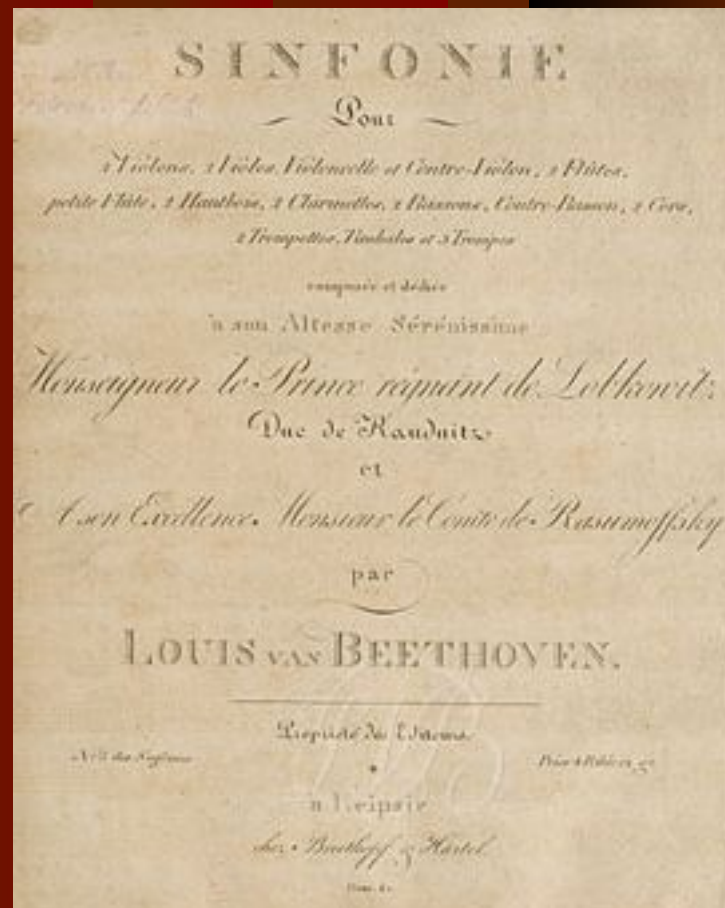 SINFONIE
Pour
2 Violons, 2 Violes, Violoncelle et Contre-Violon, 2 Flûtes,
petite Flûte, 2 Hautbois, 2 Clarinettes, 2 Bassons, Contre-Basson, 2 Cors,
2 Trompettes, Timbales et 3 Trompes
composée et dediée
à son Altesse Sérénissime
Monseigneur le Prince regnant de Lobkowitz
Duc de Raudnitz
et
à son Excellence Monsieur le Comte de Rasumoffsky
par
LOUIS VAN BEETHOVEN.
Propriété des Editeurs.
à Leipsic
chez Breitkopf & Härtel.